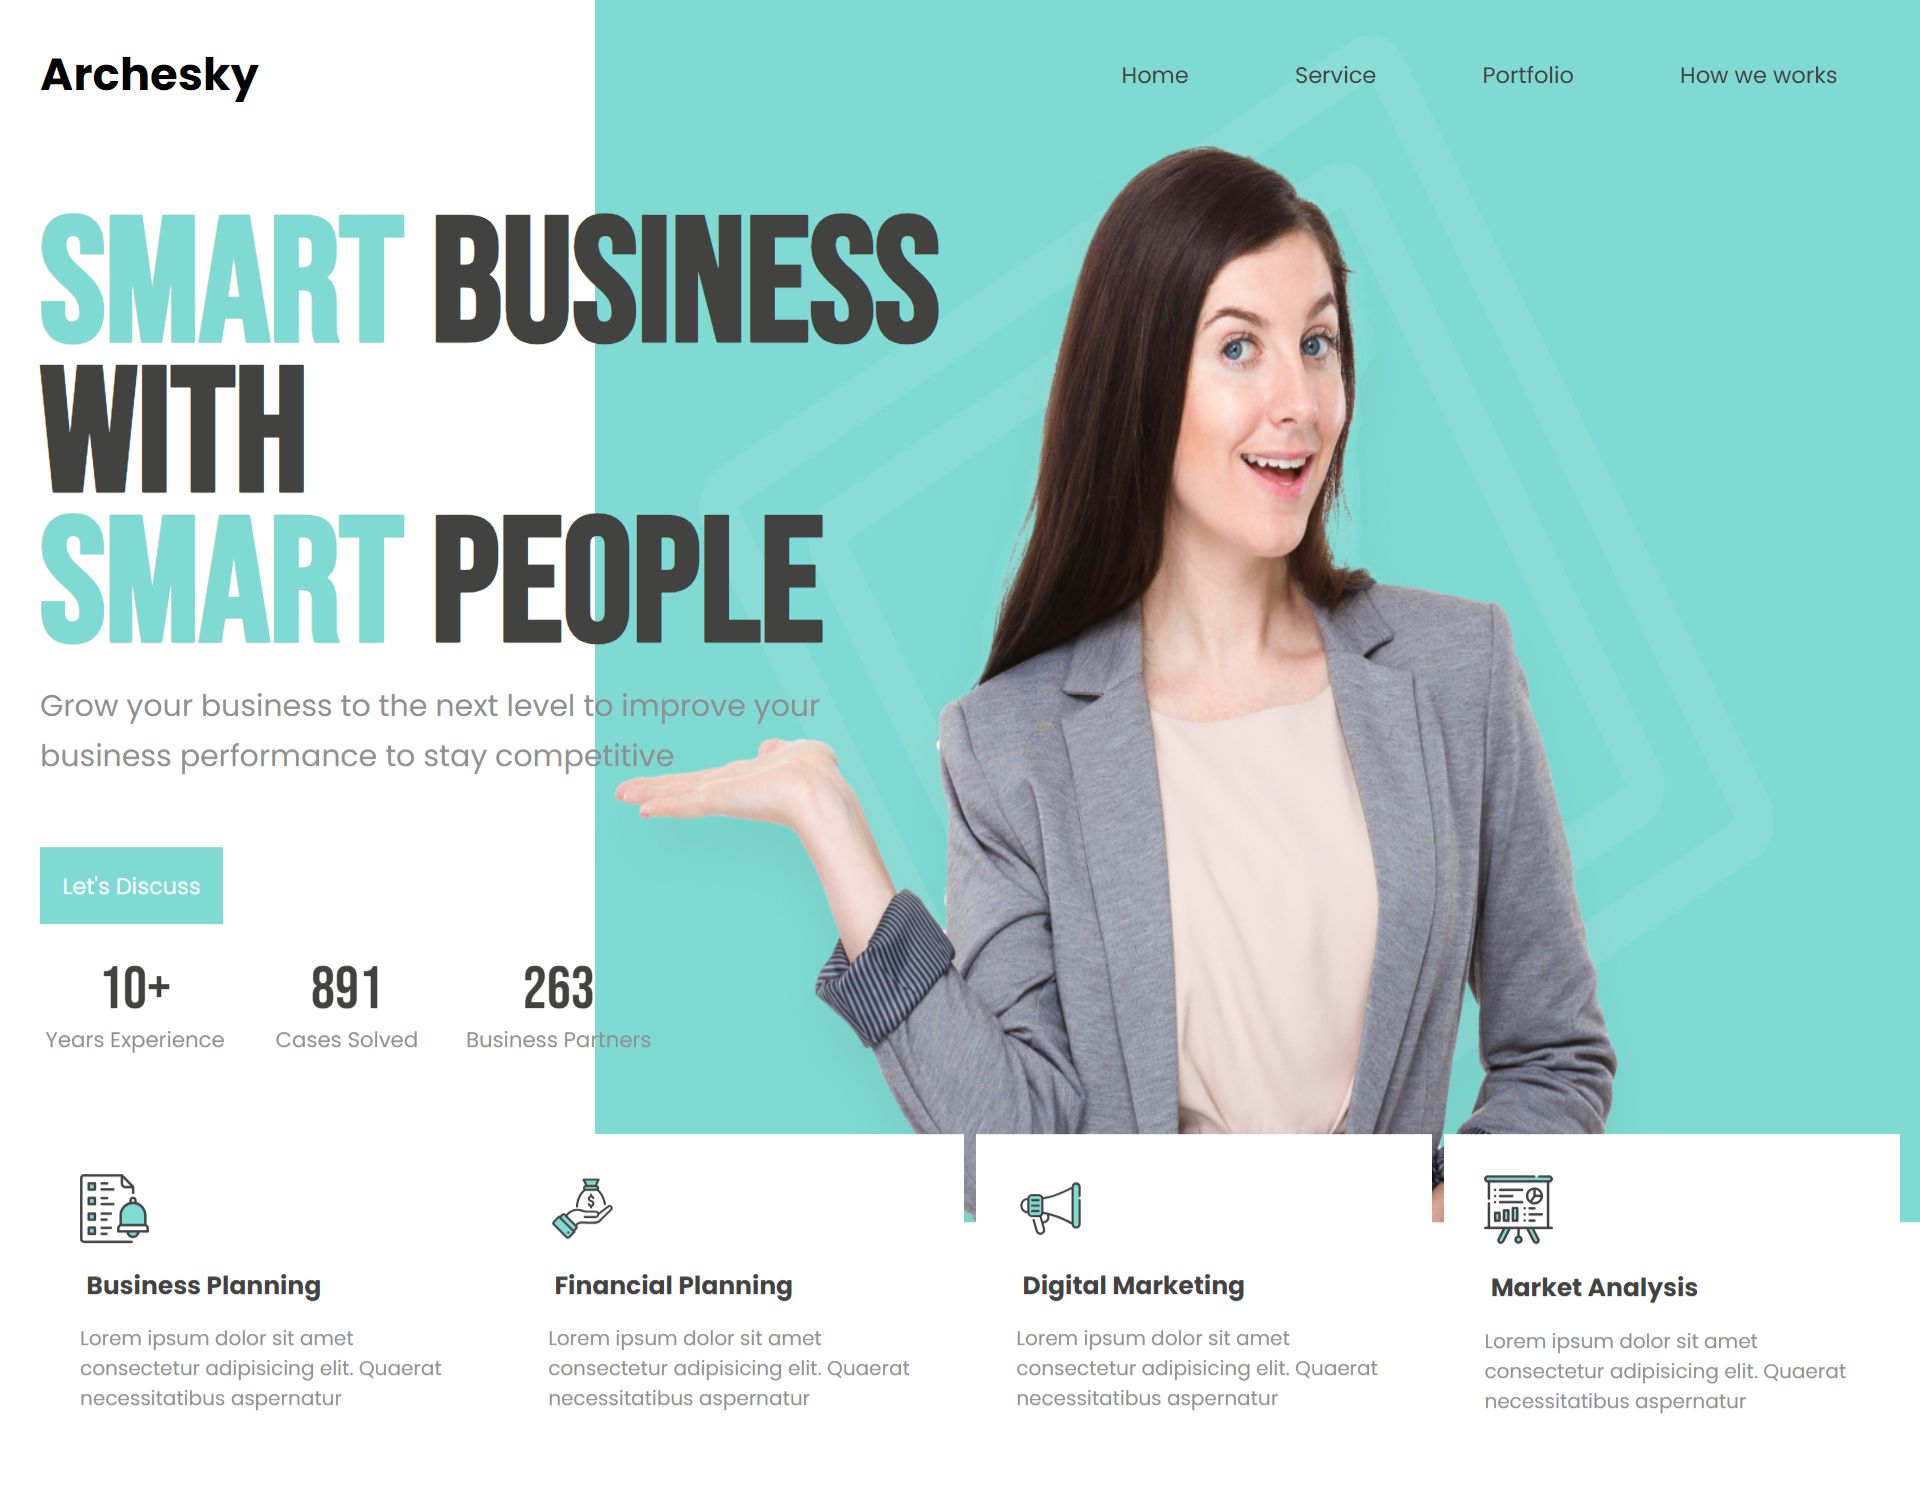 Archesky
Home
Service
Portfolio
How we works
SMART BUSINESS
WITH
SMART PEOPLE
Grow your business to the next level to improve your
business performance to stay competitive
Let's Discuss
10+
891
263
Years Experience
Cases Solved
Business Partners
$
Business Planning
Lorem ipsum dolor sit amet
consectetur adipisicing elit. Quaerat
necessitatibus aspernatur
Financial Planning
Lorem ipsum dolor sit amet
consectetur adipisicing elit. Quaerat
necessitatibus aspernatur
Digital Marketing
Lorem ipsum dolor sit amet
consectetur adipisicing elit. Quaerat
necessitatibus aspernatur
Market Analysis
Lorem ipsum dolor sit amet
consectetur adipisicing elit. Quaerat
necessitatibus aspernatur